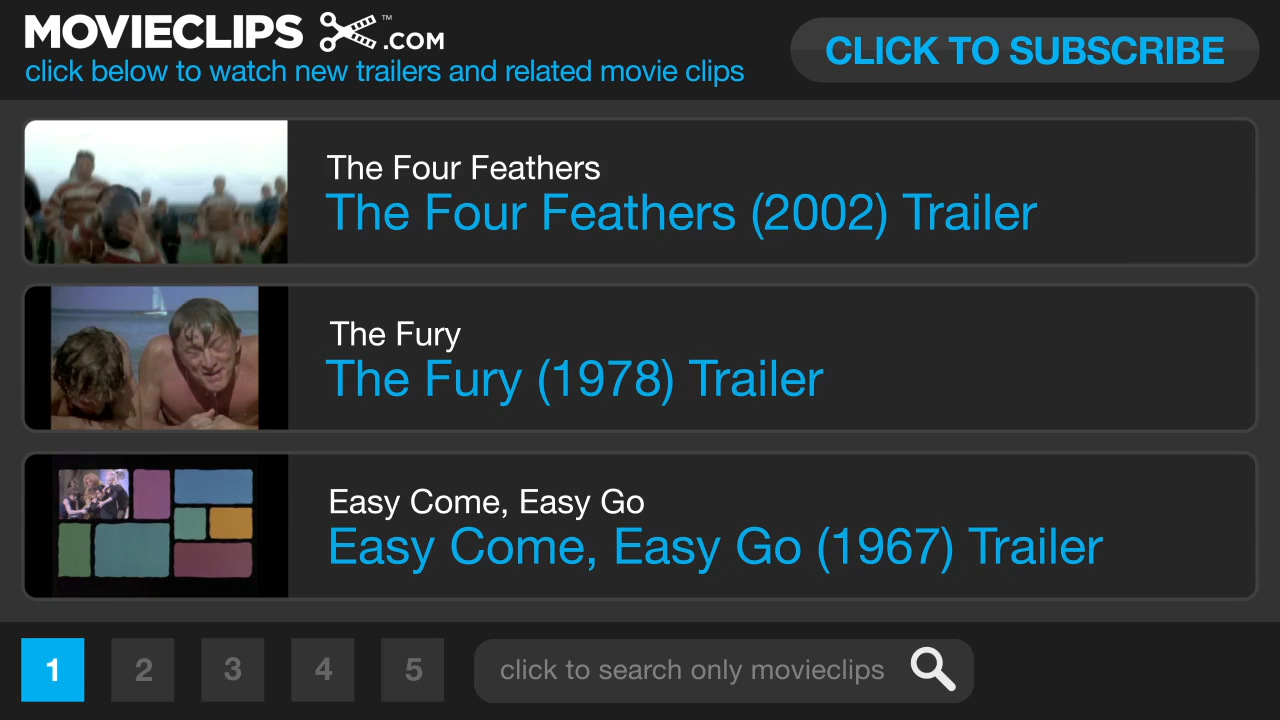 MOVIECLIPS ™ .COM
click below to watch new trailers and related movie clips
CLICK TO SUBSCRIBE
The Four Feathers
The Four Feathers (2002) Trailer
The Fury
The Fury (1978) Trailer
Easy Come, Easy Go
Easy Come, Easy Go (1967) Trailer
1 2 3 4 5 click to search only movieclips